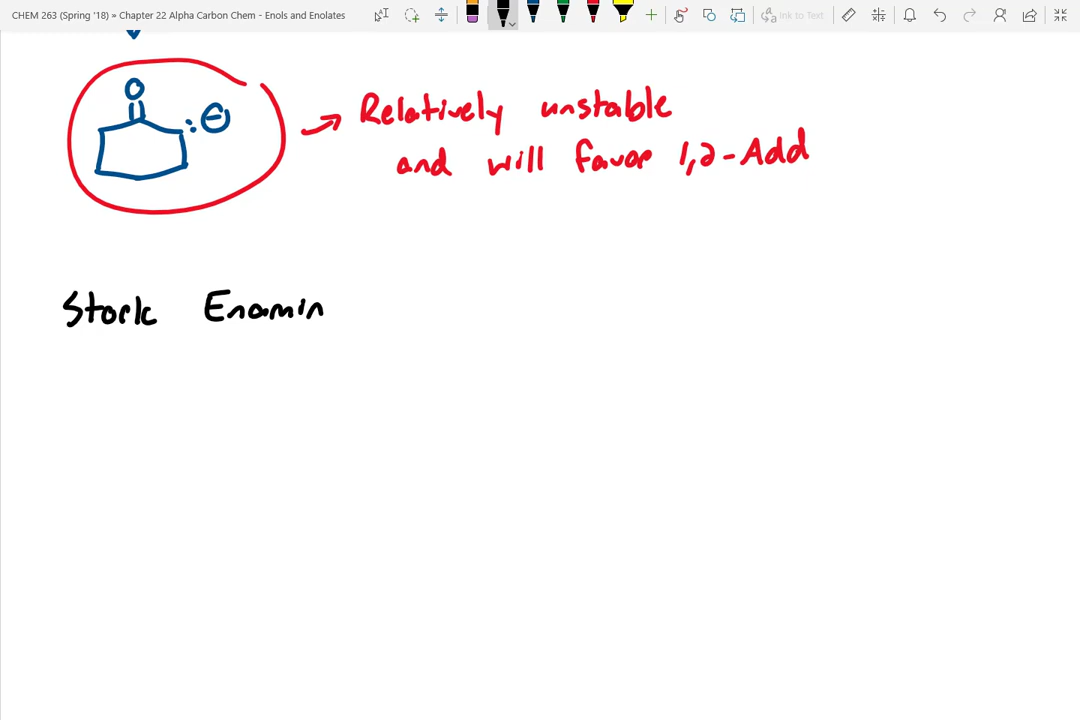 CHEM 263 (Spring '18) » Chapter 22 Alpha Carbon Chem - Enols and Enolates
Ink to Text
O
:⊖
→ Relatively unstable
and will favor 1,2-Add
Stork Enamin